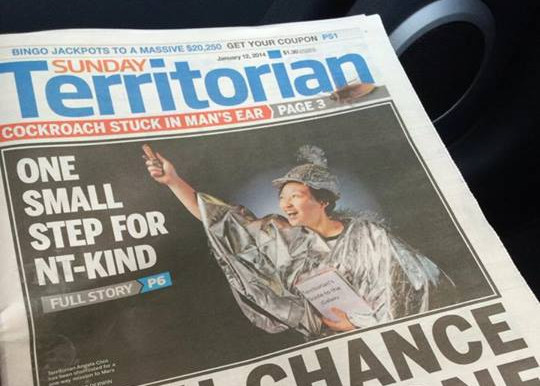 BINGO JACKPOTS TO A MASSIVE $20,250 GET YOUR COUPON P51
January 12, 2014
SUNDAY
Territorian
COCKROACH STUCK IN MAN'S EAR PAGE 3
ONE
SMALL
STEP FOR
NT-KIND
FULL STORY P6
CHANCE